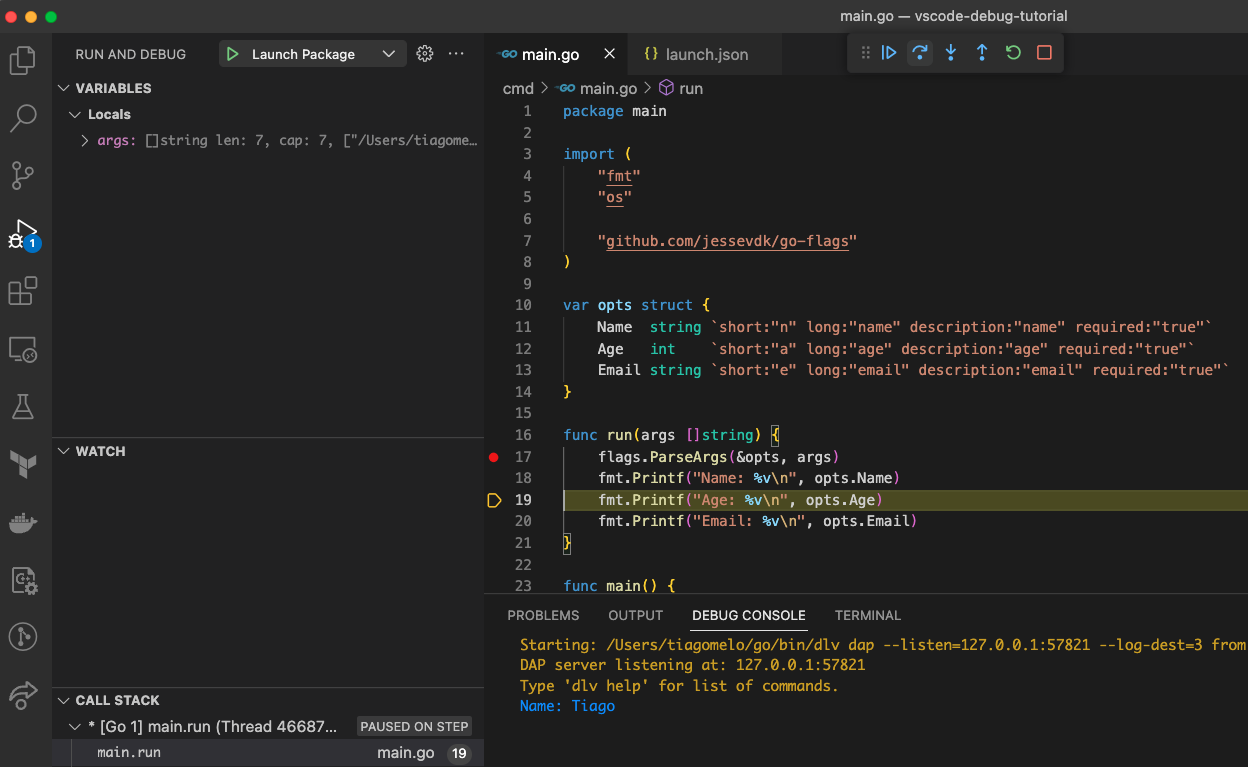 main.go — vscode-debug-tutorial
RUN AND DEBUG
Launch Package
VARIABLES
Locals
args: []string len: 7, cap: 7, ["/Users/tiagome…
1
WATCH
CALL STACK
* [Go 1] main.run (Thread 46687... PAUSED ON STEP
main.run main.go 19
GO main.go
{} launch.json
cmd > GO main.go > run
1 package main
2
3 import (
4 "fmt"
5 "os"
6
7 "github.com/jessevdk/go-flags"
8 )
9
10 var opts struct {
11 Name string `short:"n" long:"name" description:"name" required:"true"`
12 Age int `short:"a" long:"age" description:"age" required:"true"`
13 Email string `short:"e" long:"email" description:"email" required:"true"`
14 }
15
16 func run(args []string) {
17 flags.ParseArgs(&opts, args)
18 fmt.Printf("Name: %v\n", opts.Name)
19 fmt.Printf("Age: %v\n", opts.Age)
20 fmt.Printf("Email: %v\n", opts.Email)
21 }
22
23 func main() {
PROBLEMS OUTPUT DEBUG CONSOLE TERMINAL
Starting: /Users/tiagomelo/go/bin/dlv dap --listen=127.0.0.1:57821 --log-dest=3 from
DAP server listening at: 127.0.0.1:57821
Type 'dlv help' for list of commands.
Name: Tiago